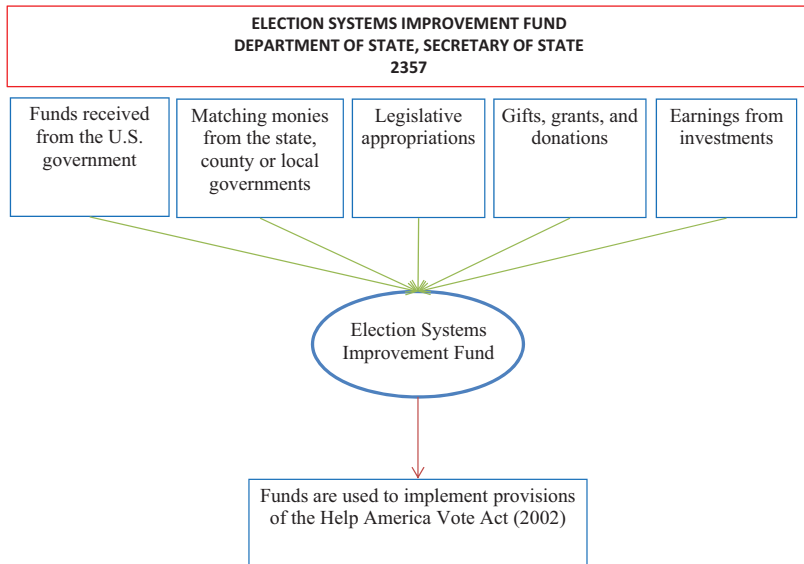 ELECTION SYSTEMS IMPROVEMENT FUND
DEPARTMENT OF STATE, SECRETARY OF STATE
2357
Funds received
from the U.S.
government
Matching monies
from the state,
county or local
governments
Legislative
appropriations
Gifts, grants, and
donations
Earnings from
investments
Election Systems
Improvement Fund
Funds are used to implement provisions
of the Help America Vote Act (2002)